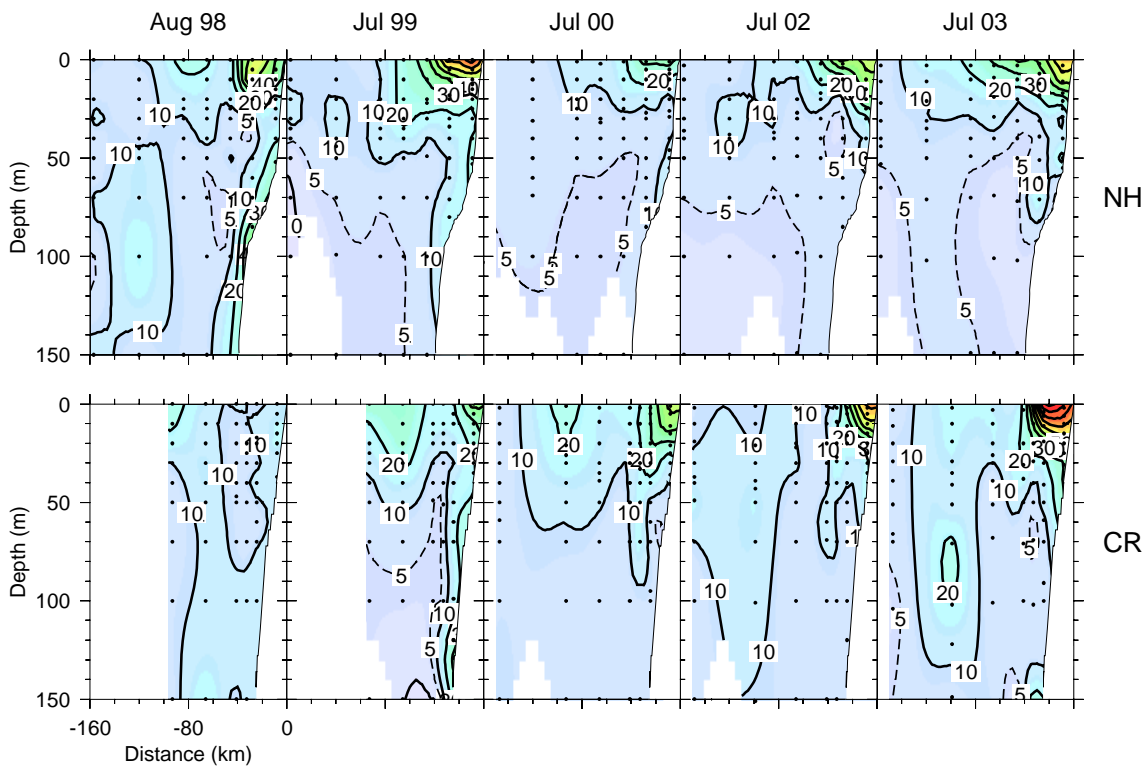 Aug 98 Jul 99 Jul 00 Jul 02 Jul 03
0
50
100
150
Depth (m)
10 10 20 5 10 5 20 10
10 30 20 10 5 0 10 5
10 20 5 5 5 5
10 20 10 5 5
10 20 30 5 10 5 5
NH
0
50
100
150
Depth (m)
10 10 10
20 30 10 5 10 5
10 20 20 10
10 10 10 20 10 10
10 20 30 10 5 20 5 10 5
CR
-160 -80 0
Distance (km)